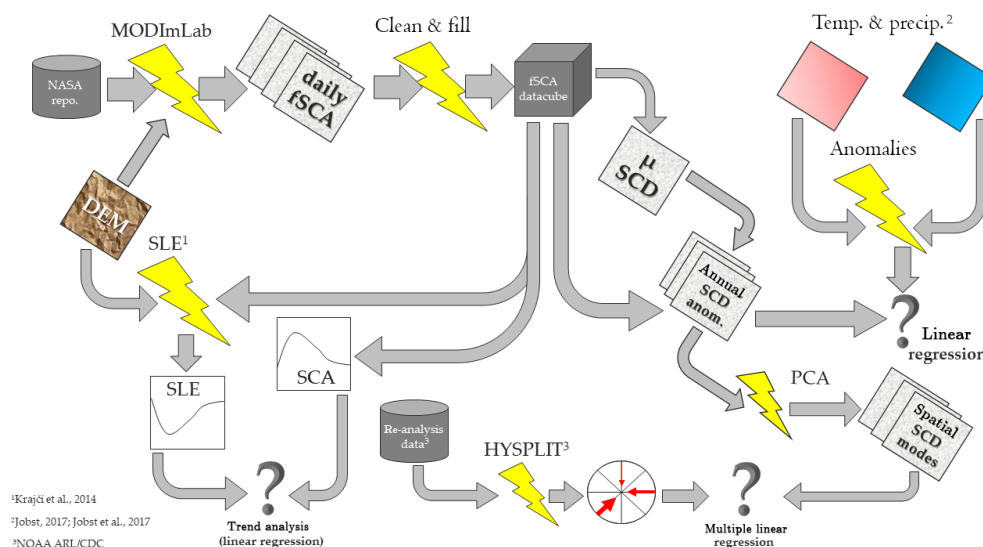 MODImLab
Clean & fill
Temp. & precip.²
NASA
repo.
daily
fSCA
fSCA
datacube
μ
SCD
Anomalies
DEM
SLE¹
Annual
SCD
anom.
Linear
regression
SLE
SCA
PCA
Re-analysis
data³
HYSPLIT³
Spatial
SCD
modes
Trend analysis
(linear regression)
Multiple linear
regression
¹Krajčí et al., 2014
²Jobst, 2017; Jobst et al., 2017
³NOAA ARL/CDC